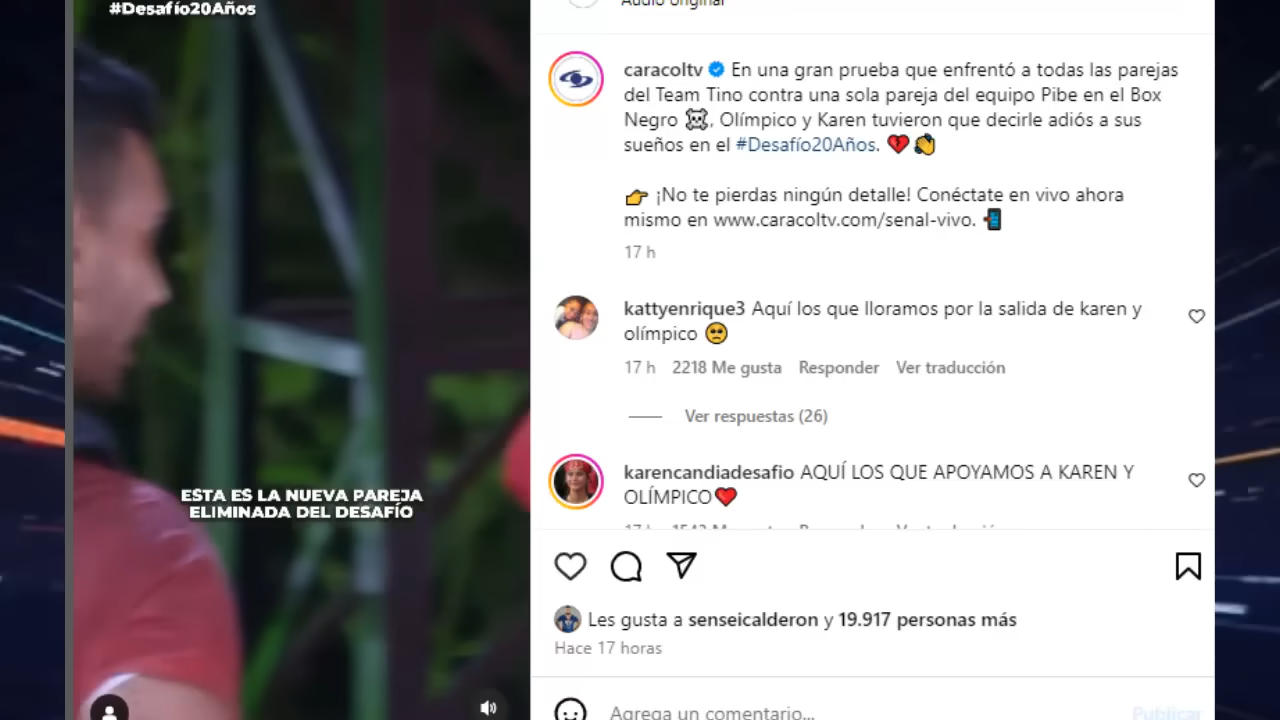 #Desafío20Años
Audio original
caracoltv En una gran prueba que enfrentó a todas las parejas
del Team Tino contra una sola pareja del equipo Pibe en el Box
Negro ☠️, Olímpico y Karen tuvieron que decirle adiós a sus
sueños en el #Desafío20Años. 💔👏
👉 ¡No te pierdas ningún detalle! Conéctate en vivo ahora
mismo en www.caracoltv.com/senal-vivo. 📲
17 h
kattyenrique3 Aquí los que lloramos por la salida de karen y
olímpico 🥺
17 h 2218 Me gusta Responder Ver traducción
Ver respuestas (26)
karencandiadesafio AQUÍ LOS QUE APOYAMOS A KAREN Y
OLÍMPICO❤️
ESTA ES LA NUEVA PAREJA
ELIMINADA DEL DESAFÍO
Les gusta a senseicalderon y 19.917 personas más
Hace 17 horas
Agrega un comentario...
Publicar